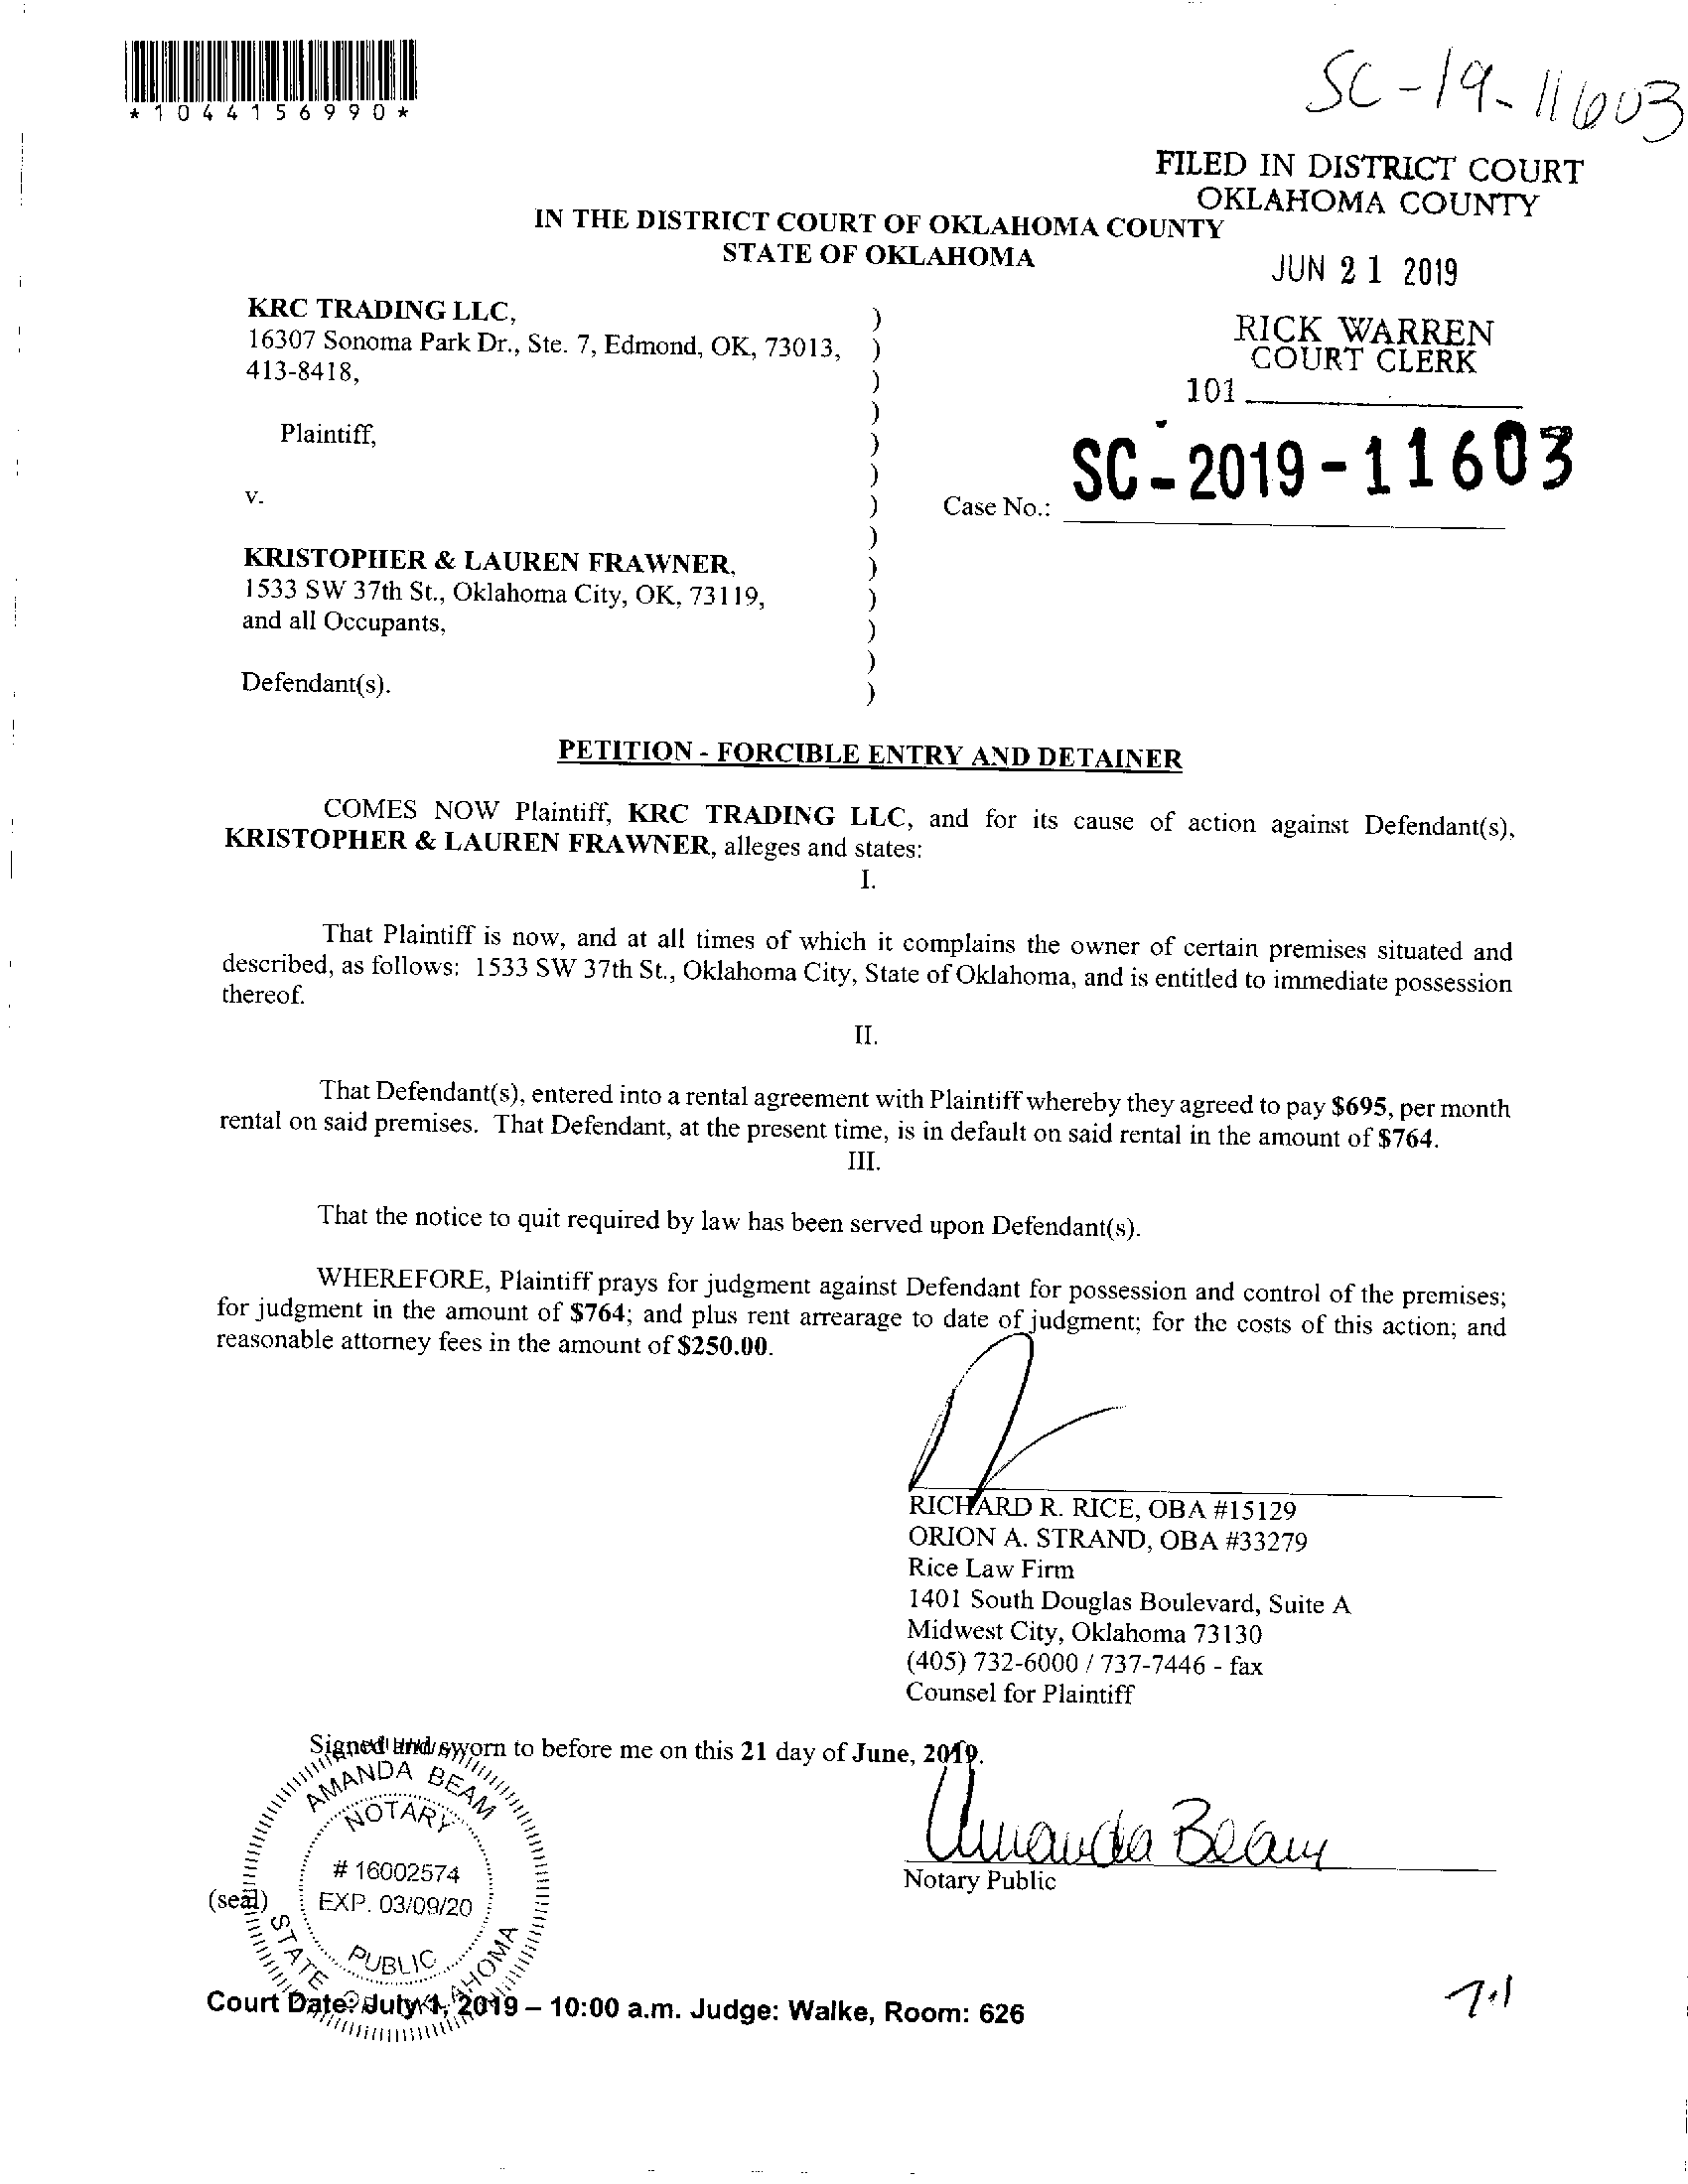 *1044156990*
SC-19-11603
FILED IN DISTRICT COURT
OKLAHOMA COUNTY
IN THE DISTRICT COURT OF OKLAHOMA COUNTY
STATE OF OKLAHOMA
JUN 21 2019
RICK WARREN
COURT CLERK
101
KRC TRADING LLC, )
16307 Sonoma Park Dr., Ste. 7, Edmond, OK, 73013, )
413-8418, )
)
Plaintiff, )
)
v. ) Case No.: SC-2019-11603
)
KRISTOPHER & LAUREN FRAWNER, )
1533 SW 37th St., Oklahoma City, OK, 73119, )
and all Occupants, )
)
Defendant(s). )
PETITION - FORCIBLE ENTRY AND DETAINER
COMES NOW Plaintiff, KRC TRADING LLC, and for its cause of action against Defendant(s),
KRISTOPHER & LAUREN FRAWNER, alleges and states:
I.
That Plaintiff is now, and at all times of which it complains the owner of certain premises situated and
described, as follows: 1533 SW 37th St., Oklahoma City, State of Oklahoma, and is entitled to immediate possession
thereof.
II.
That Defendant(s), entered into a rental agreement with Plaintiff whereby they agreed to pay $695, per month
rental on said premises. That Defendant, at the present time, is in default on said rental in the amount of $764.
III.
That the notice to quit required by law has been served upon Defendant(s).
WHEREFORE, Plaintiff prays for judgment against Defendant for possession and control of the premises;
for judgment in the amount of $764; and plus rent arrearage to date of judgment; for the costs of this action; and
reasonable attorney fees in the amount of $250.00.
RICHARD R. RICE, OBA #15129
ORION A. STRAND, OBA #33279
Rice Law Firm
1401 South Douglas Boulevard, Suite A
Midwest City, Oklahoma 73130
(405) 732-6000 / 737-7446 - fax
Counsel for Plaintiff
Signed and sworn to before me on this 21 day of June, 2019.
AMANDA BEAM
NOTARY
# 16002574
EXP. 03/09/20
PUBLIC
STATE OF OKLAHOMA
Amanda Beam
Notary Public
(seal)
Court Date: July 1, 2019 – 10:00 a.m. Judge: Walke, Room: 626
7.1